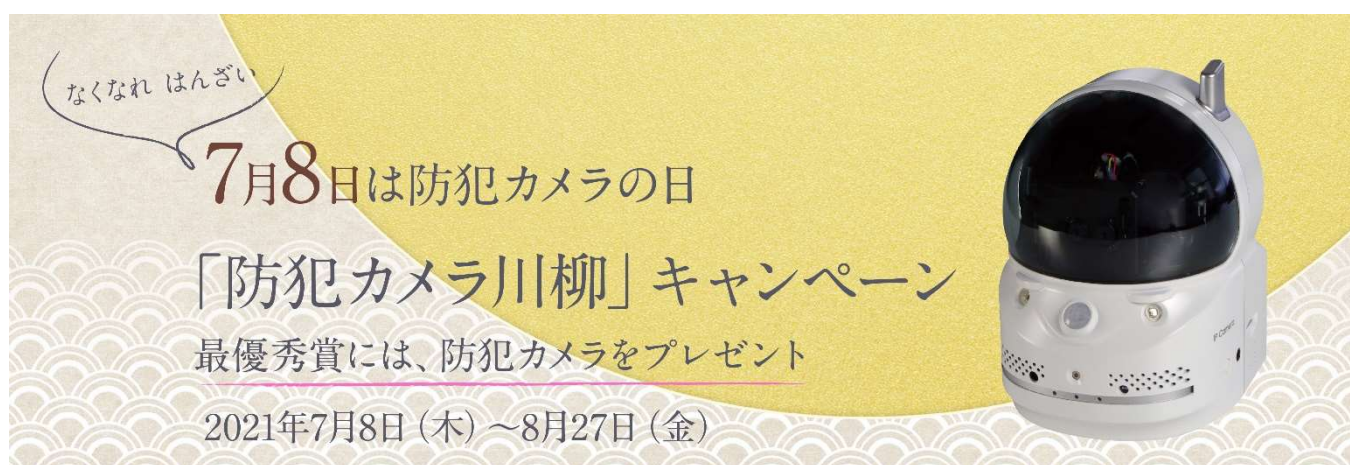 なくなれ はんざい
7月8日は防犯カメラの日
「防犯カメラ川柳」キャンペーン
最優秀賞には、防犯カメラをプレゼント
2021年7月8日（木）～8月27日（金）